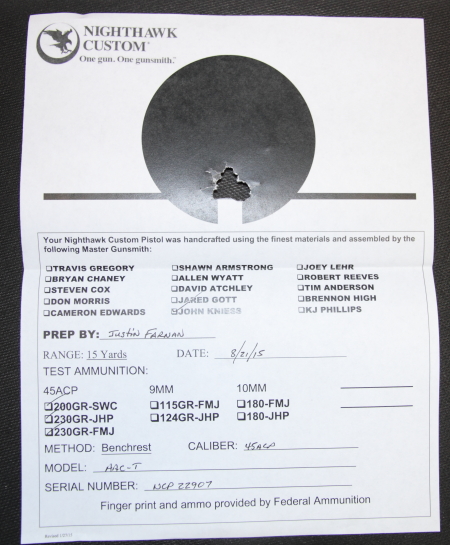 NIGHTHAWK
CUSTOM
One gun. One gunsmith.
Your Nighthawk Custom Pistol was handcrafted using the finest materials and assembled by the
following Master Gunsmith:
☐TRAVIS GREGORY ☐SHAWN ARMSTRONG ☐JOEY LEHR
☐BRYAN CHANEY ☐ALLEN WYATT ☐ROBERT REEVES
☐STEVEN COX ☐DAVID ATCHLEY ☐TIM ANDERSON
☐DON MORRIS ☐JARED GOTT ☐BRENNON HIGH
☐CAMERON EDWARDS ☑JOHN KNIESS ☐KJ PHILLIPS
PREP BY: Justin Farnan
RANGE: 15 Yards DATE: 8/21/15
TEST AMMUNITION:
45ACP 9MM 10MM
☑200GR-SWC ☐115GR-FMJ ☐180-FMJ
☑230GR-JHP ☐124GR-JHP ☐180-JHP
☑230GR-FMJ
METHOD: Benchrest CALIBER: 45ACP
MODEL: AAC-T
SERIAL NUMBER: NCP 22907
Finger print and ammo provided by Federal Ammunition